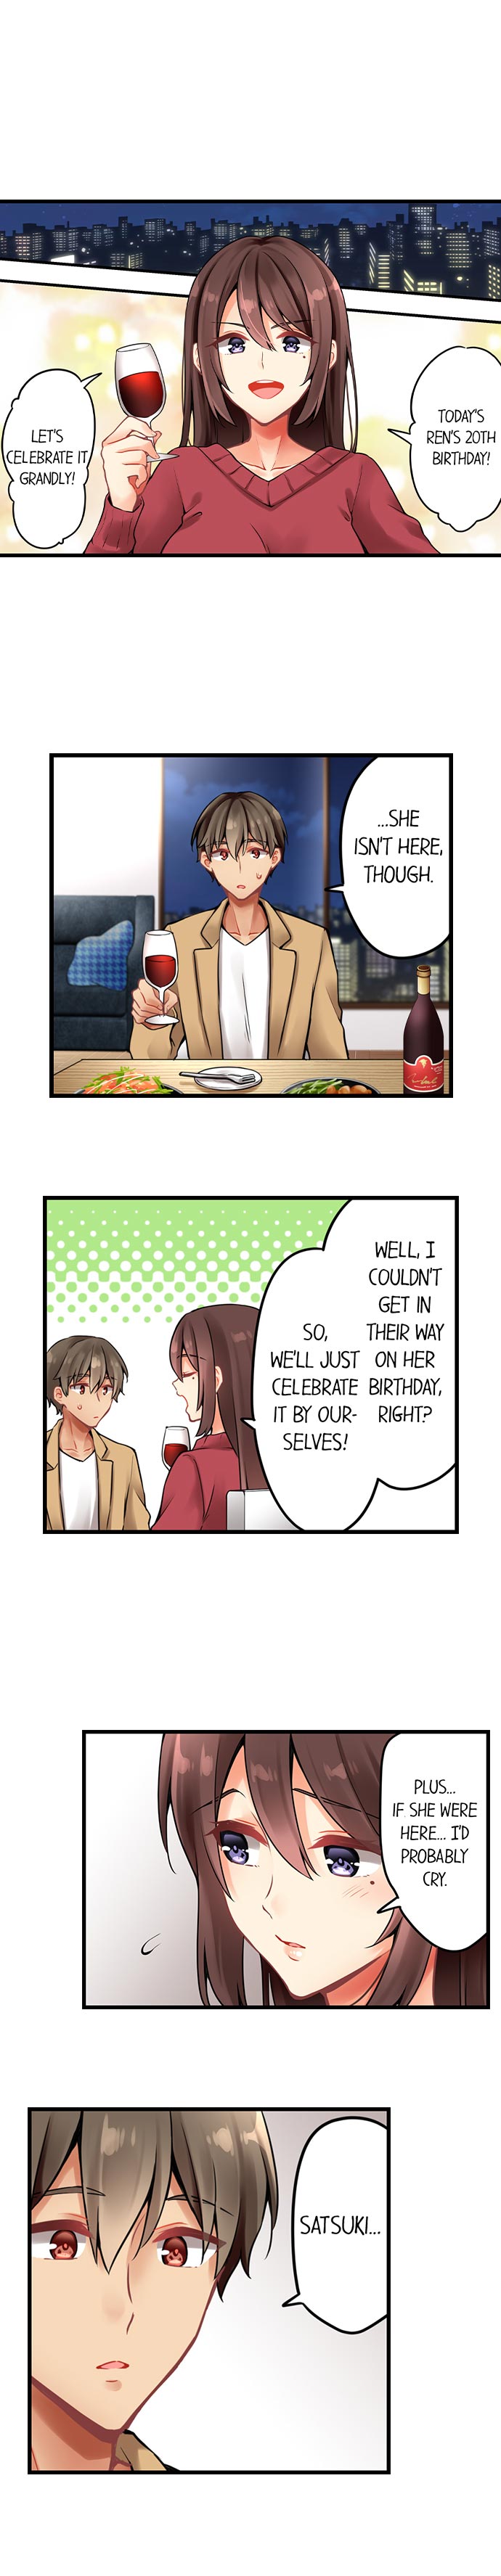 TODAY'S
REN'S 20TH
BIRTHDAY!
LET'S
CELEBRATE IT
GRANDLY!
...SHE
ISN'T HERE,
THOUGH.
WELL, I
COULDN'T
GET IN
THEIR WAY
ON HER
BIRTHDAY,
RIGHT?
SO,
WE'LL JUST
CELEBRATE
IT BY OUR-
SELVES!
PLUS...
IF SHE WERE
HERE... I'D
PROBABLY
CRY.
SATSUKI...